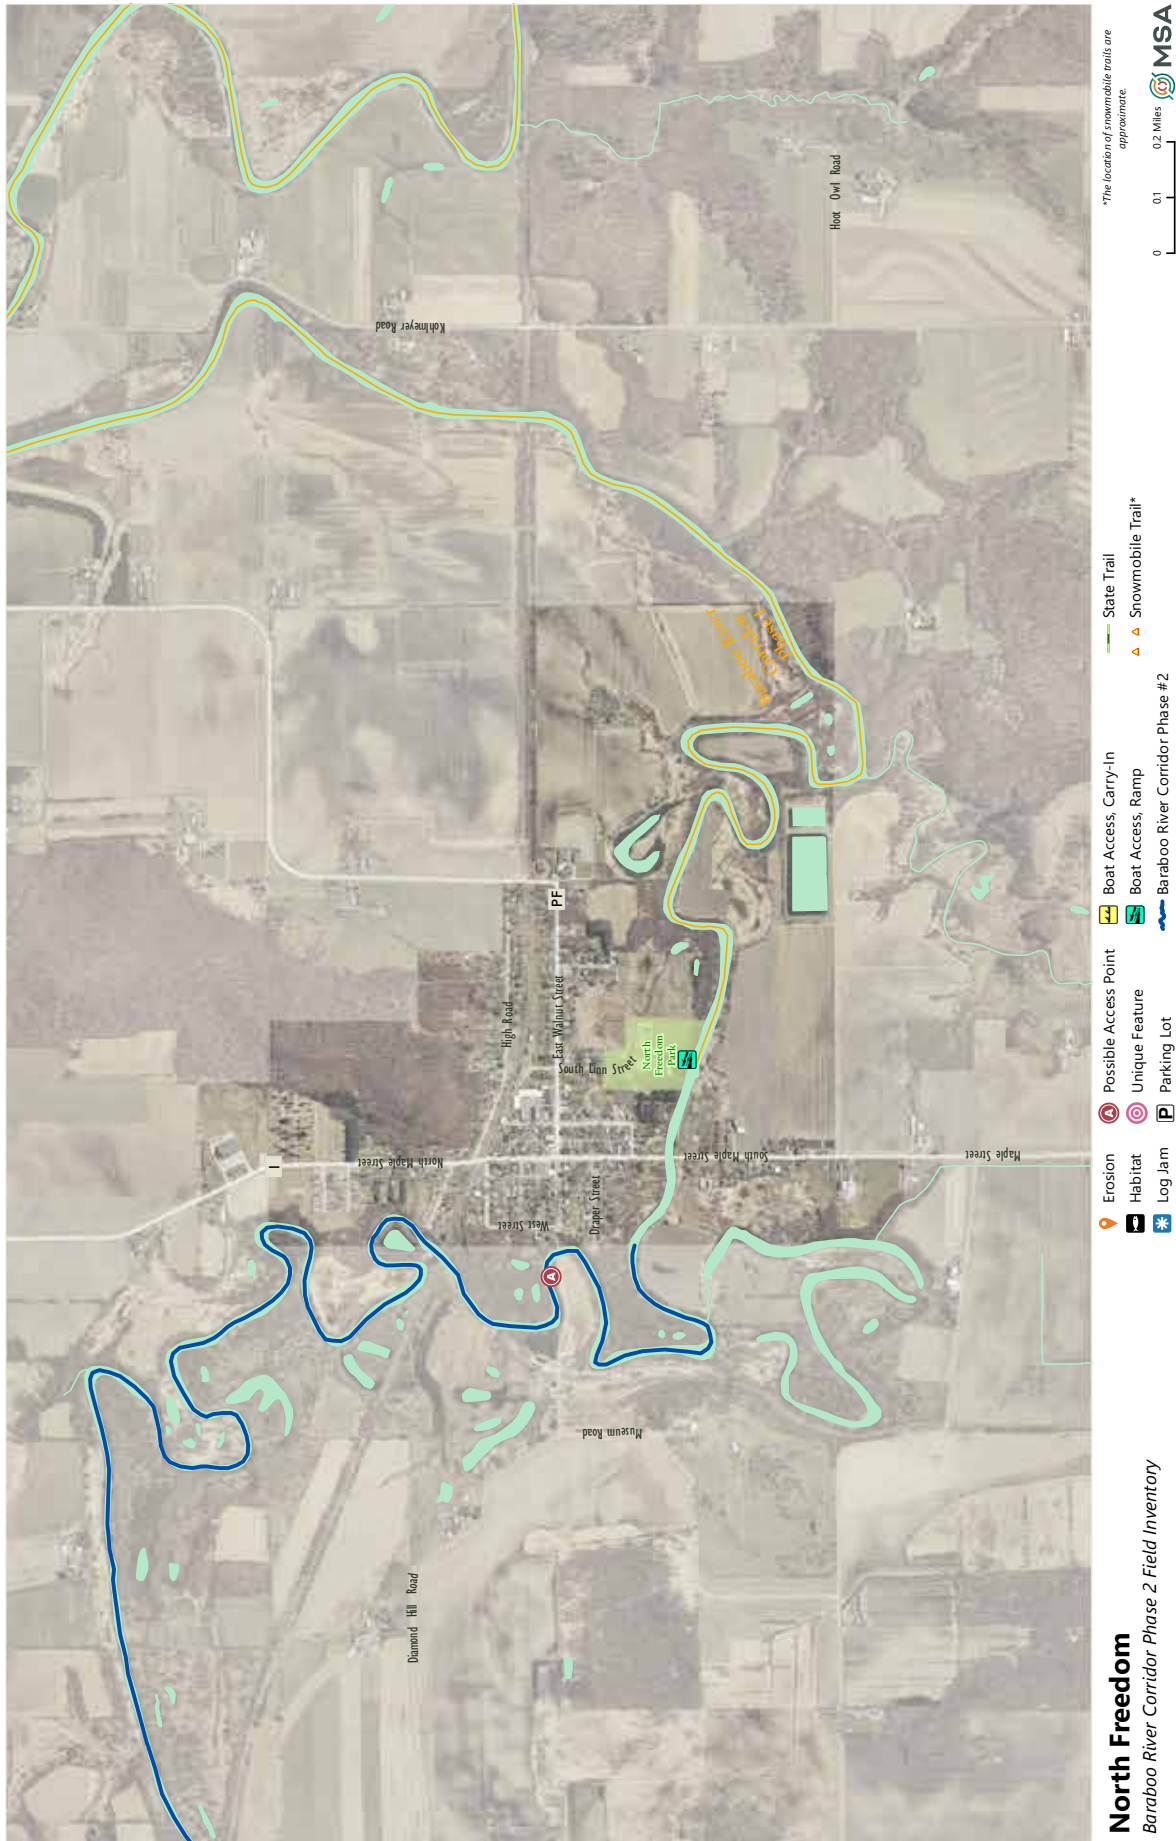 Kohlmeyer Road
Hoot Owl Road
Baraboo River
Corridor
Phase 1
PF
High Road
East Walnut Street
South Linn Street
North
Freedom
Park
I
North Maple Street
South Maple Street
Maple Street
West Street
Draper Street
A
Museum Road
Diamond Hill Road
North Freedom
Baraboo River Corridor Phase 2 Field Inventory
Erosion
Habitat
Log Jam
A Possible Access Point
Unique Feature
P Parking Lot
Boat Access, Carry-In
Boat Access, Ramp
Baraboo River Corridor Phase #2
State Trail
Snowmobile Trail*
*The location of snowmobile trails are
approximate.
0 0.1 0.2 Miles
MSA